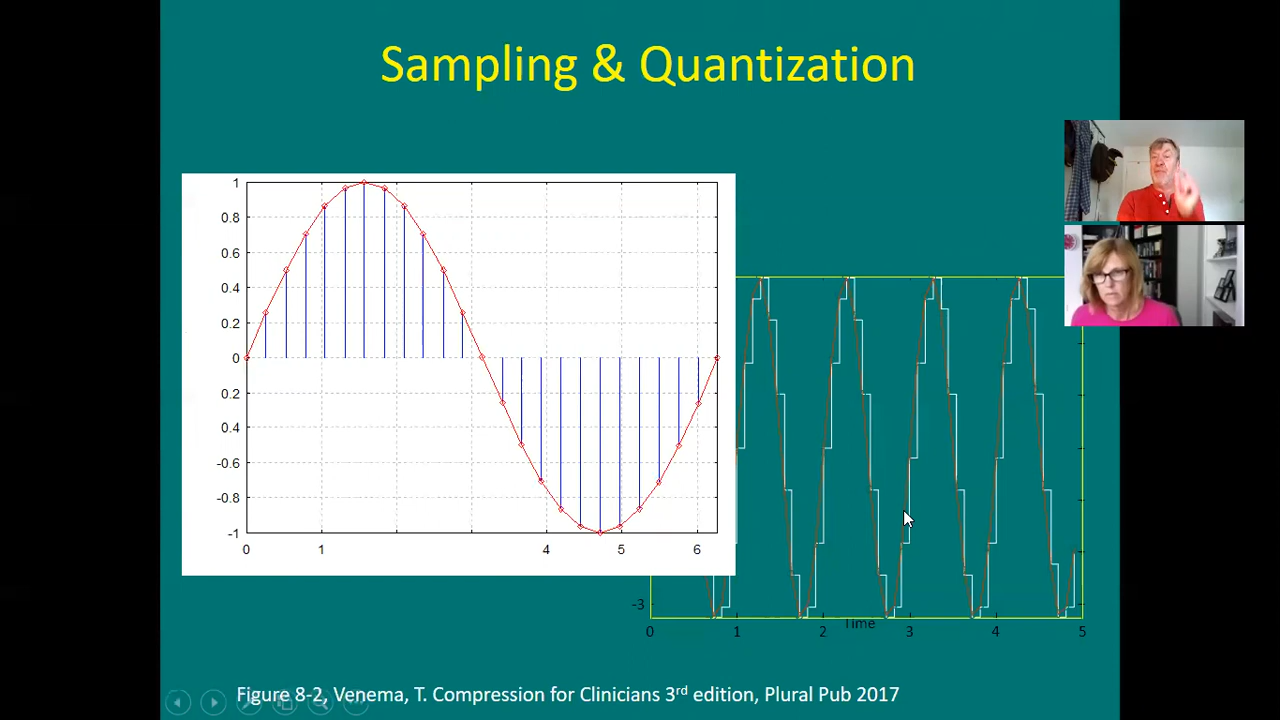 Sampling & Quantization
1
0.8
0.6
0.4
0.2
0
0.2
0.4
-0.6
-0.8
-1
0 1 4 5 6
-3
Time
0 1 2 3 4 5
Figure 8-2, Venema, T. Compression for Clinicians 3rd edition, Plural Pub 2017